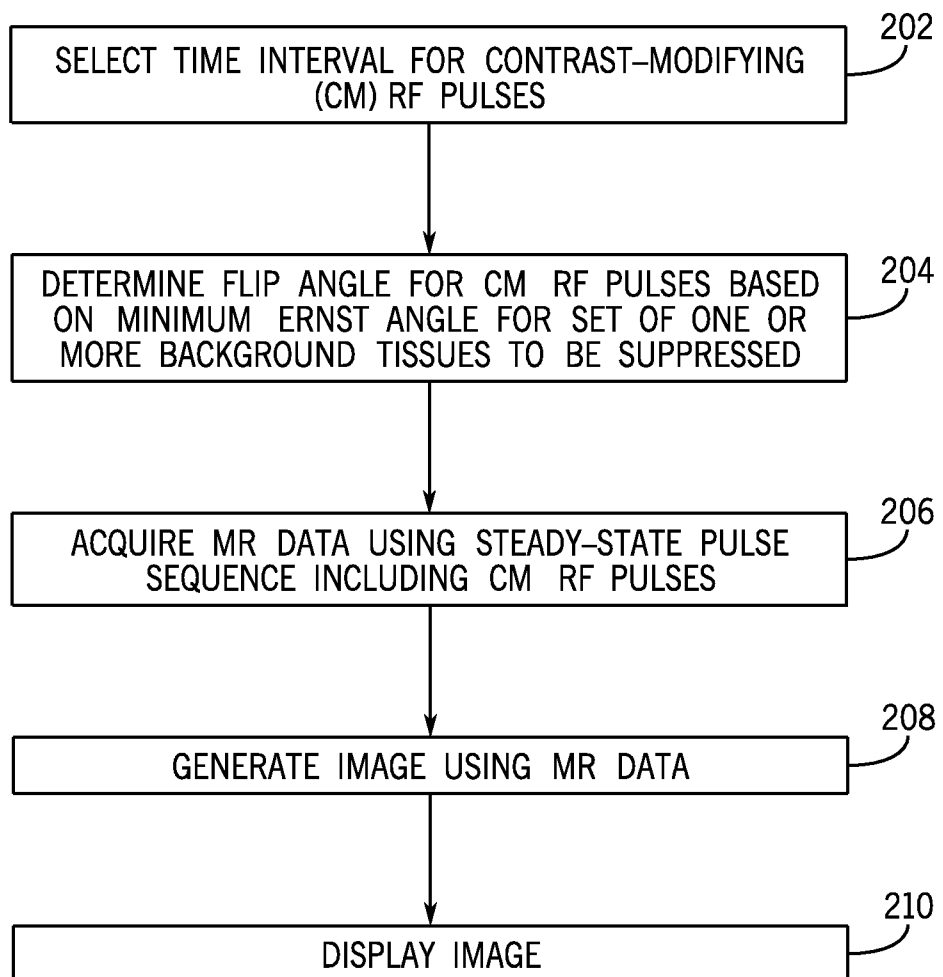 202
SELECT TIME INTERVAL FOR CONTRAST–MODIFYING
(CM) RF PULSES
204
DETERMINE FLIP ANGLE FOR CM RF PULSES BASED
ON MINIMUM ERNST ANGLE FOR SET OF ONE OR
MORE BACKGROUND TISSUES TO BE SUPPRESSED
206
ACQUIRE MR DATA USING STEADY–STATE PULSE
SEQUENCE INCLUDING CM RF PULSES
208
GENERATE IMAGE USING MR DATA
210
DISPLAY IMAGE